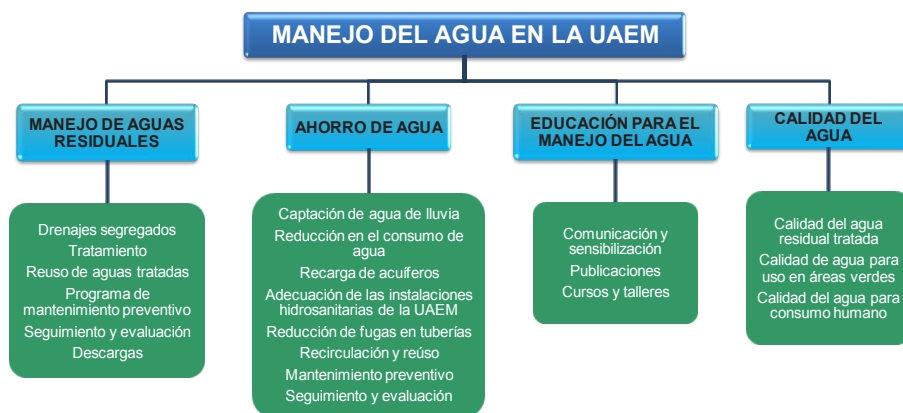 MANEJO DEL AGUA EN LA UAEM
MANEJO DE AGUAS
RESIDUALES
Drenajes segregados
Tratamiento
Reuso de aguas tratadas
Programa de
mantenimiento preventivo
Seguimiento y evaluación
Descargas
AHORRO DE AGUA
Captación de agua de lluvia
Reducción en el consumo de
agua
Recarga de acuíferos
Adecuación de las instalaciones
hidrosanitarias de la UAEM
Reducción de fugas en tuberías
Recirculación y reúso
Mantenimiento preventivo
Seguimiento y evaluación
EDUCACIÓN PARA EL
MANEJO DEL AGUA
Comunicación y
sensibilización
Publicaciones
Cursos y talleres
CALIDAD DEL
AGUA
Calidad del agua
residual tratada
Calidad de agua para
uso en áreas verdes
Calidad del agua para
consumo humano